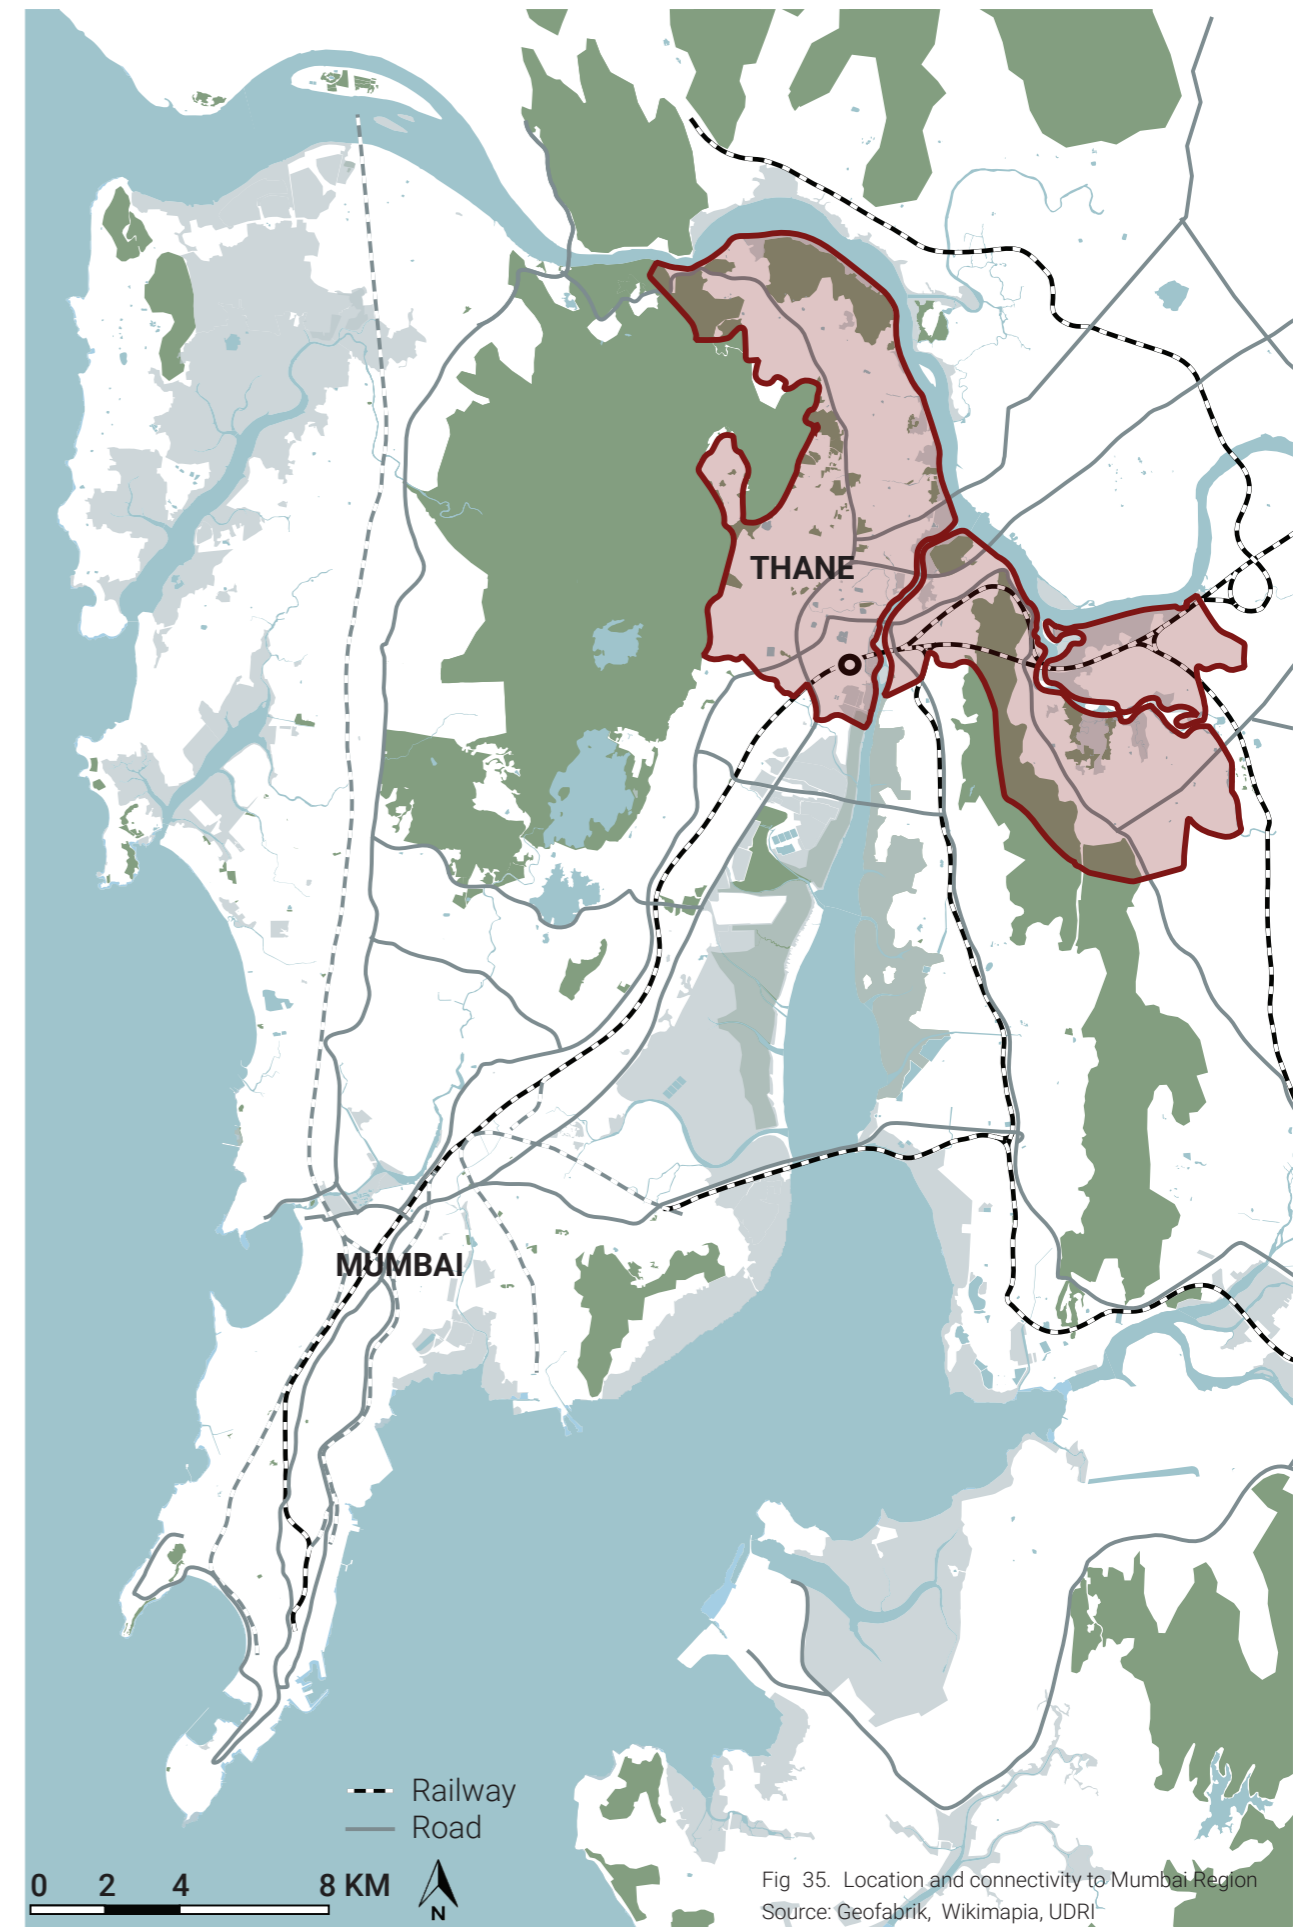 THANE
MUMBAI
Railway
Road
0 2 4 8 KM
N
Fig 35. Location and connectivity to Mumbai Region
Source: Geofabrik, Wikimapia, UDRI